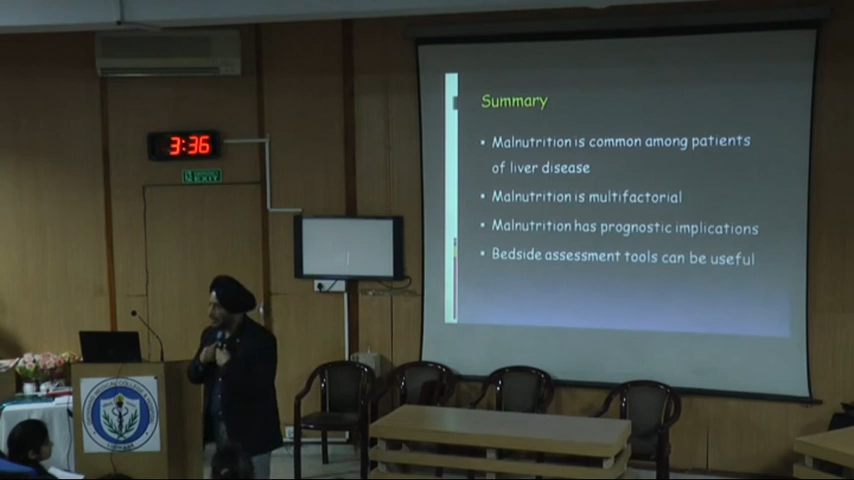 3:36
EXIT
Summary
▪ Malnutrition is common among patients
of liver disease
▪ Malnutrition is multifactorial
▪ Malnutrition has prognostic implications
▪ Bedside assessment tools can be useful